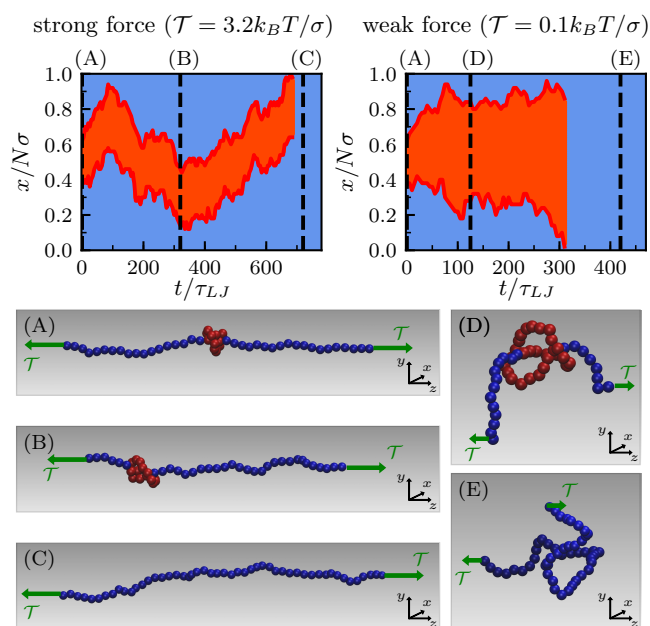 strong force (𝒯 = 3.2k_BT/σ) weak force (𝒯 = 0.1k_BT/σ)
(A) (B) (C) (A) (D) (E)
1.0 1.0
0.8 0.8
0.6 0.6
0.4 0.4
0.2 0.2
0.0 0.0
x/Nσ x/Nσ
0 200 400 600 0 100 200 300 400
t/τ_LJ t/τ_LJ
(A)
𝒯 𝒯
y x z
(B)
𝒯 𝒯
y x z
(C)
𝒯 𝒯
y x z
(D)
𝒯 𝒯
y x z
(E)
𝒯 𝒯
y x z